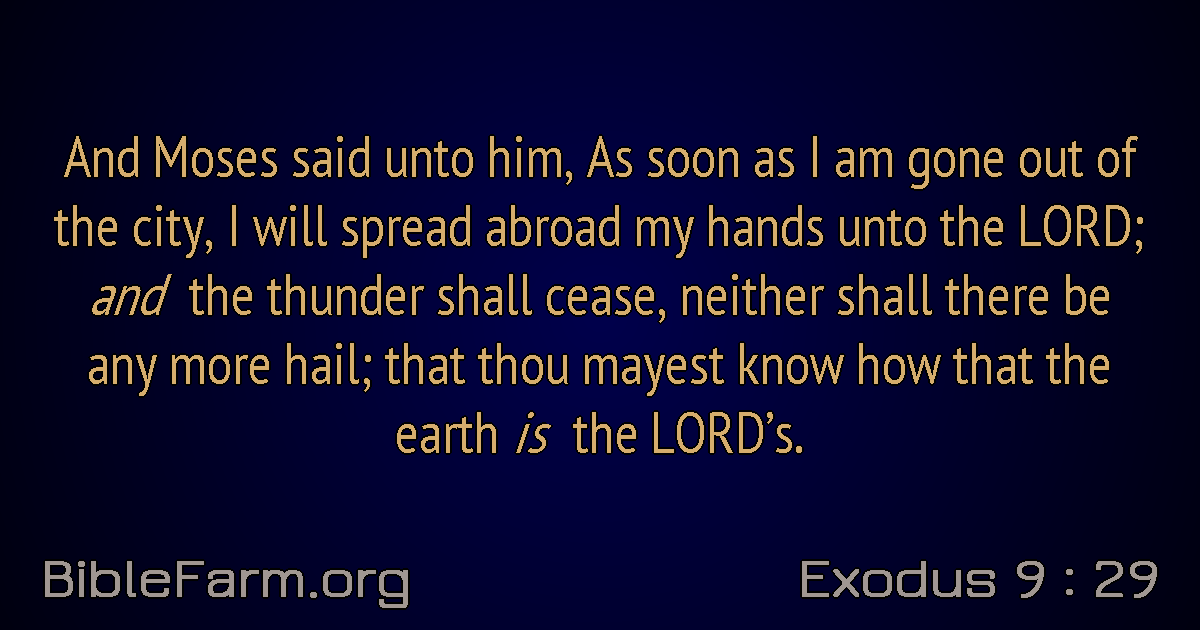 And Moses said unto him, As soon as I am gone out of
the city, I will spread abroad my hands unto the LORD;
and the thunder shall cease, neither shall there be
any more hail; that thou mayest know how that the
earth is the LORD’s.
BibleFarm.org
Exodus 9 : 29